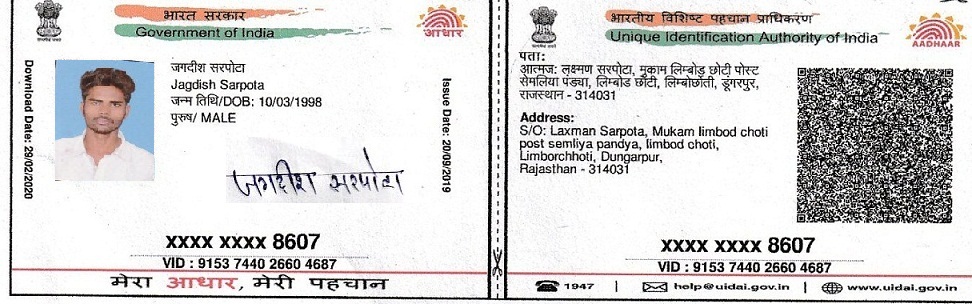 भारत सरकार
Government of India
आधार
Download Date: 29/02/2020
जगदीश सरपोटा
Jagdish Sarpota
जन्म तिथि/DOB: 10/03/1998
पुरुष/ MALE
Issue Date: 20/09/2019
जगदीश सरपोटा
XXXX XXXX 8607
VID : 9153 7440 2660 4687
मेरा आधार, मेरी पहचान
भारतीय विशिष्ट पहचान प्राधिकरण
Unique Identification Authority of India
AADHAAR
पता:
आत्मज: लक्ष्मण सरपोटा, मुकाम लिम्बोड़ छोटी पोस्ट
सेमलिया पंड्या, लिम्बोड छोटी, लिम्बोछोती, डूंगरपुर,
राजस्थान - 314031
Address:
S/O: Laxman Sarpota, Mukam limbod choti
post semliya pandya, limbod choti,
Limborchhoti, Dungarpur,
Rajasthan - 314031
XXXX XXXX 8607
VID : 9153 7440 2660 4687
1947 | help@uidai.gov.in | www.uidai.gov.in